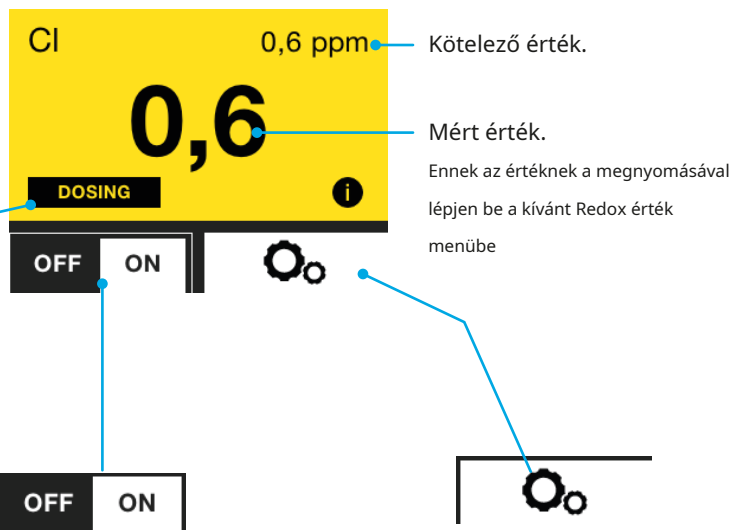 Cl 0,6 ppm
Kötelező érték.
0,6
Mért érték.
Ennek az értéknek a megnyomásával
lépjen be a kívánt Redox érték
menübe
DOSING i
OFF ON
OFF ON